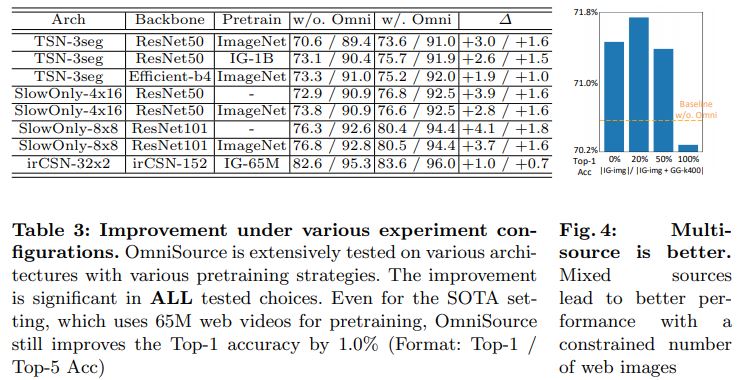 Arch Backbone Pretrain w/o. Omni w/. Omni Δ
TSN-3seg ResNet50 ImageNet 70.6 / 89.4 73.6 / 91.0 +3.0 / +1.6
TSN-3seg ResNet50 IG-1B 73.1 / 90.4 75.7 / 91.9 +2.6 / +1.5
TSN-3seg Efficient-b4 ImageNet 73.3 / 91.0 75.2 / 92.0 +1.9 / +1.0
SlowOnly-4x16 ResNet50 - 72.9 / 90.9 76.8 / 92.5 +3.9 / +1.6
SlowOnly-4x16 ResNet50 ImageNet 73.8 / 90.9 76.6 / 92.5 +2.8 / +1.6
SlowOnly-8x8 ResNet101 - 76.3 / 92.6 80.4 / 94.4 +4.1 / +1.8
SlowOnly-8x8 ResNet101 ImageNet 76.8 / 92.8 80.5 / 94.4 +3.7 / +1.6
irCSN-32x2 irCSN-152 IG-65M 82.6 / 95.3 83.6 / 96.0 +1.0 / +0.7
Table 3: Improvement under various experiment con-
figurations. OmniSource is extensively tested on various archi-
tectures with various pretraining strategies. The improvement
is significant in ALL tested choices. Even for the SOTA set-
ting, which uses 65M web videos for pretraining, OmniSource
still improves the Top-1 accuracy by 1.0% (Format: Top-1 /
Top-5 Acc)
71.8%
71.0%
Baseline
w/o. Omni
70.2%
Top-1
Acc
0% 20% 50% 100%
|IG-img|/ |IG-img + GG-k400|
Fig. 4: Multi-
source is better.
Mixed sources
lead to better per-
formance with a
constrained number
of web images